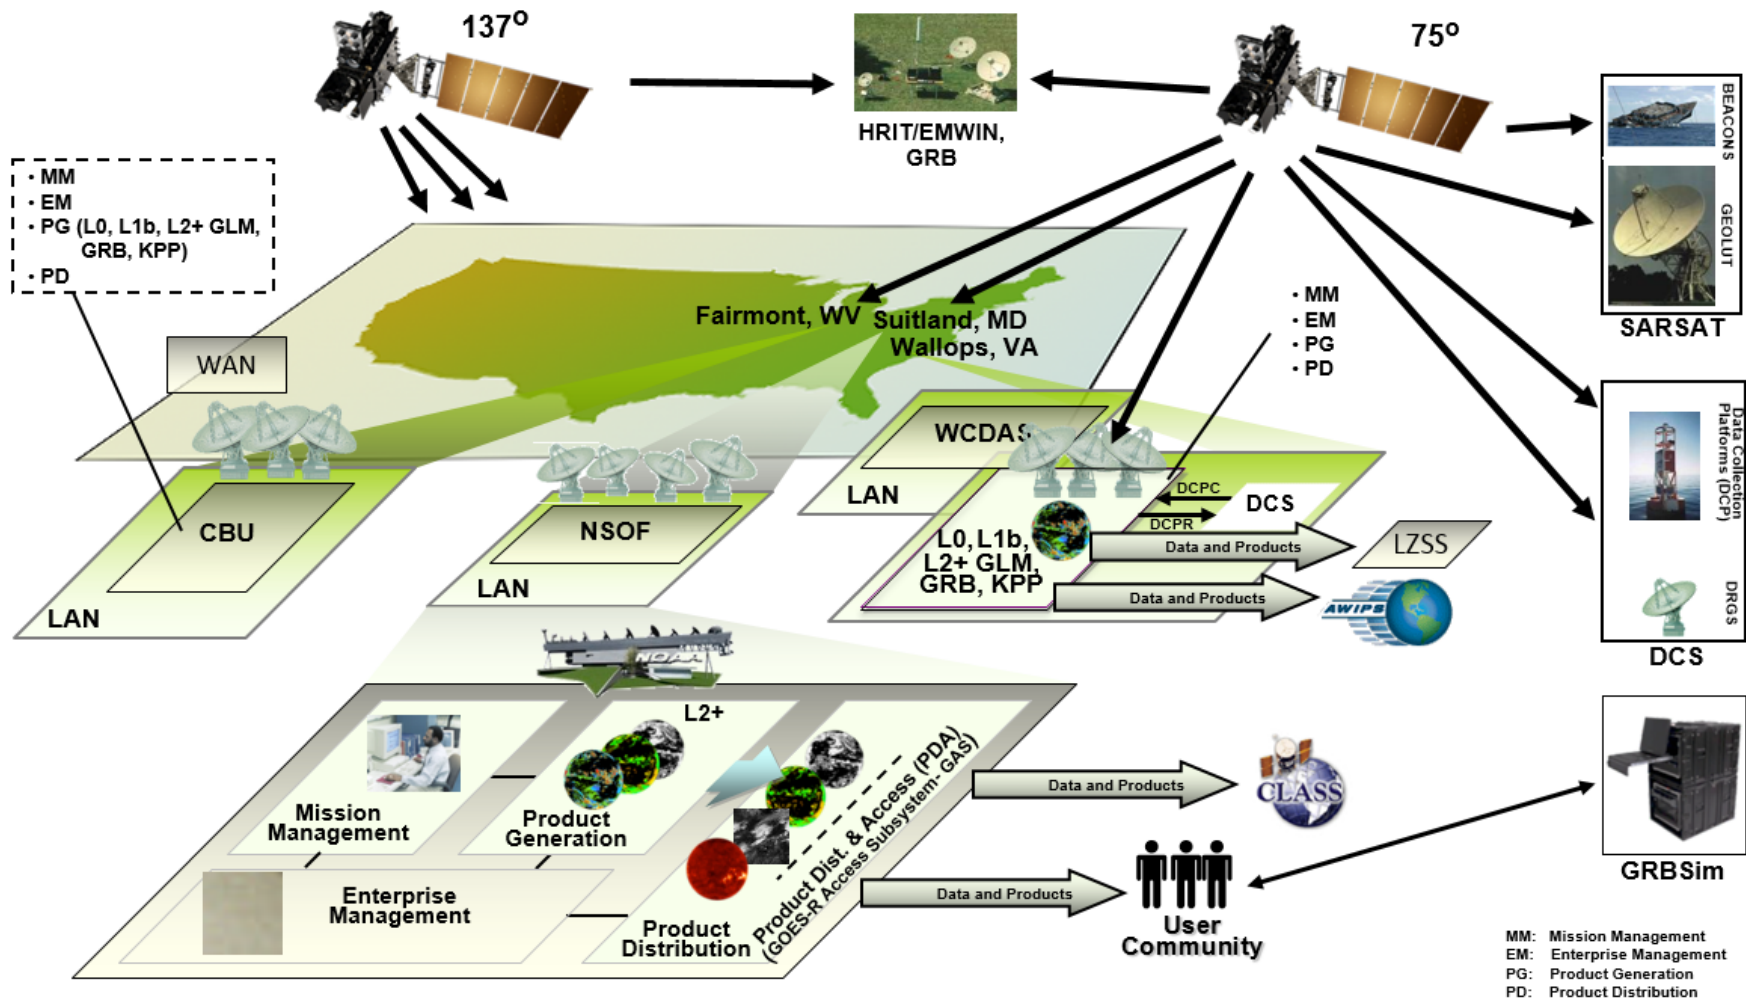 137°
75°
HRIT/EMWIN,
GRB
BEACONS
GEOLUT
SARSAT
• MM
• EM
• PG (L0, L1b, L2+ GLM,
GRB, KPP)
• PD
WAN
Fairmont, WV
Suitland, MD
Wallops, VA
• MM
• EM
• PG
• PD
Data Collection
Platforms (DCP)
DRGS
DCS
CBU
LAN
NSOF
LAN
WCDAS
LAN
DCPC
DCPR
DCS
L0, L1b,
L2+ GLM,
GRB, KPP
Data and Products
LZSS
Data and Products
AWIPS
NOAA
Mission
Management
L2+
Product
Generation
Enterprise
Management
Product
Distribution
Product Dist. & Access (PDA)
(GOES-R Access Subsystem- GAS)
Data and Products
CLASS
Data and Products
User
Community
GRBSim
MM: Mission Management
EM: Enterprise Management
PG: Product Generation
PD: Product Distribution